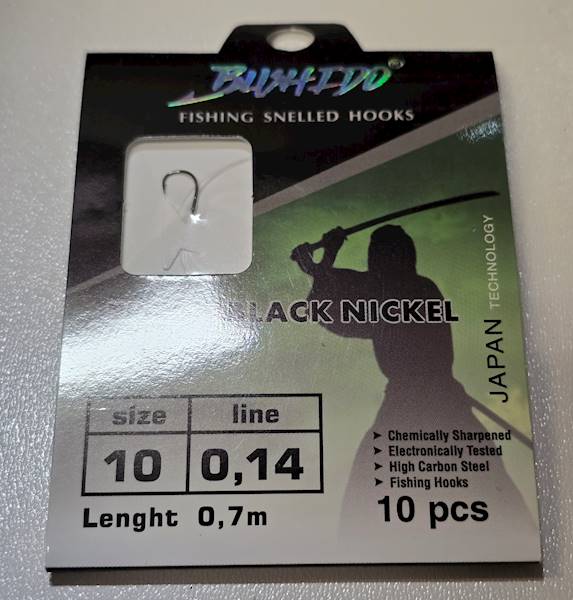 BUSHIDO®
FISHING SNELLED HOOKS
BLACK NICKEL
JAPAN TECHNOLOGY
size line
10 0,14
Lenght 0,7m
➤ Chemically Sharpened
➤ Electronically Tested
➤ High Carbon Steel
➤ Fishing Hooks
10 pcs